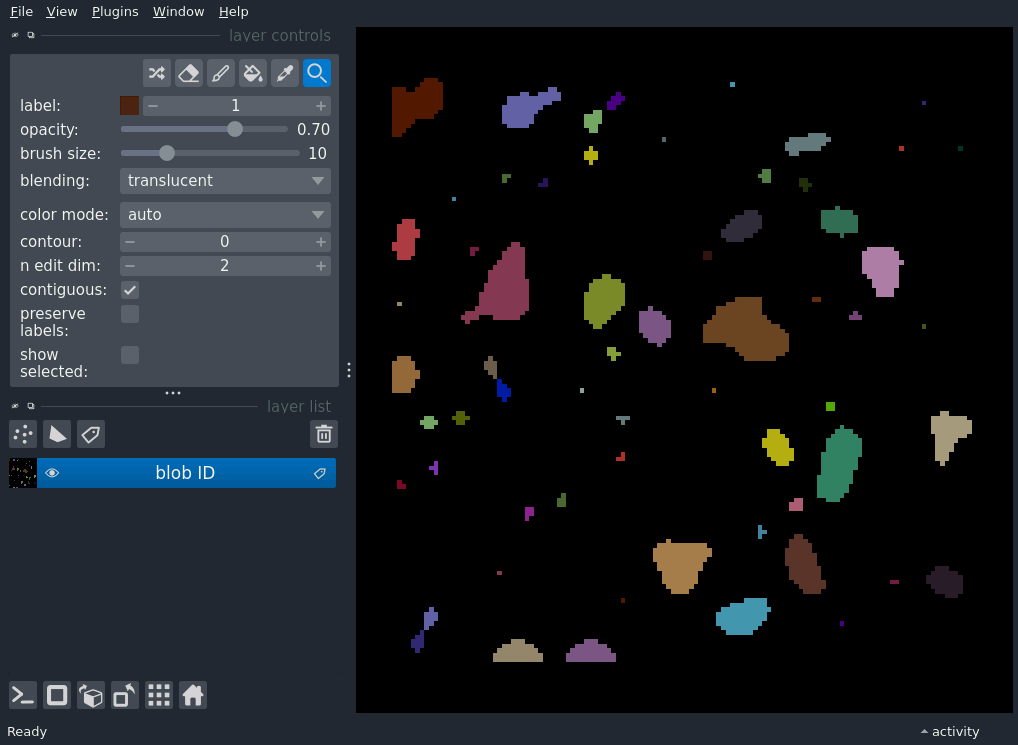 File View Plugins Window Help
layer controls
label: 1
opacity: 0.70
brush size: 10
blending: translucent
color mode: auto
contour: 0
n edit dim: 2
contiguous:
preserve
labels:
show
selected:
layer list
blob ID
Ready
activity